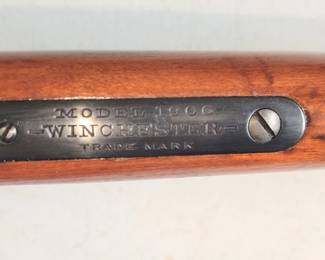 MODEL 1906
-WINCHESTER-
TRADE MARK